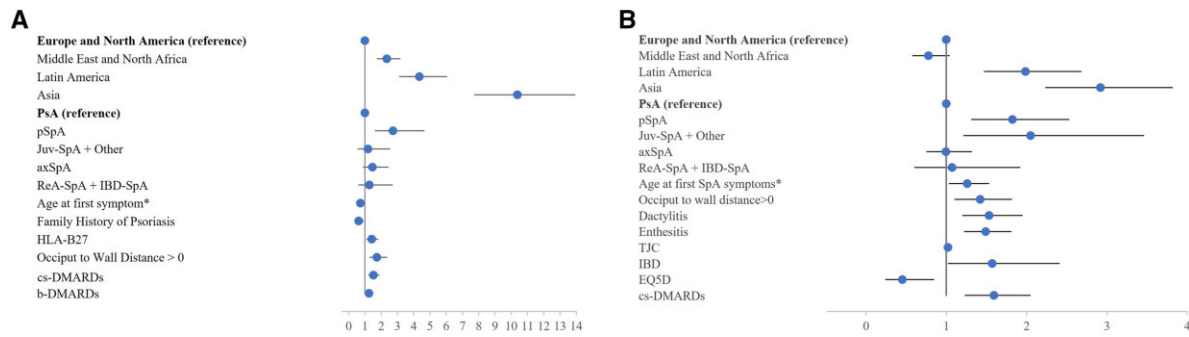 A
Europe and North America (reference)
Middle East and North Africa
Latin America
Asia
PsA (reference)
pSpA
Juv-SpA + Other
axSpA
ReA-SpA + IBD-SpA
Age at first symptom*
Family History of Psoriasis
HLA-B27
Occiput to Wall Distance > 0
cs-DMARDs
b-DMARDs
0 1 2 3 4 5 6 7 8 9 10 11 12 13 14
B
Europe and North America (reference)
Middle East and North Africa
Latin America
Asia
PsA (reference)
pSpA
Juv-SpA + Other
axSpA
ReA-SpA + IBD-SpA
Age at first SpA symptoms*
Occiput to wall distance>0
Dactylitis
Enthesitis
TJC
IBD
EQ5D
cs-DMARDs
0 1 2 3 4